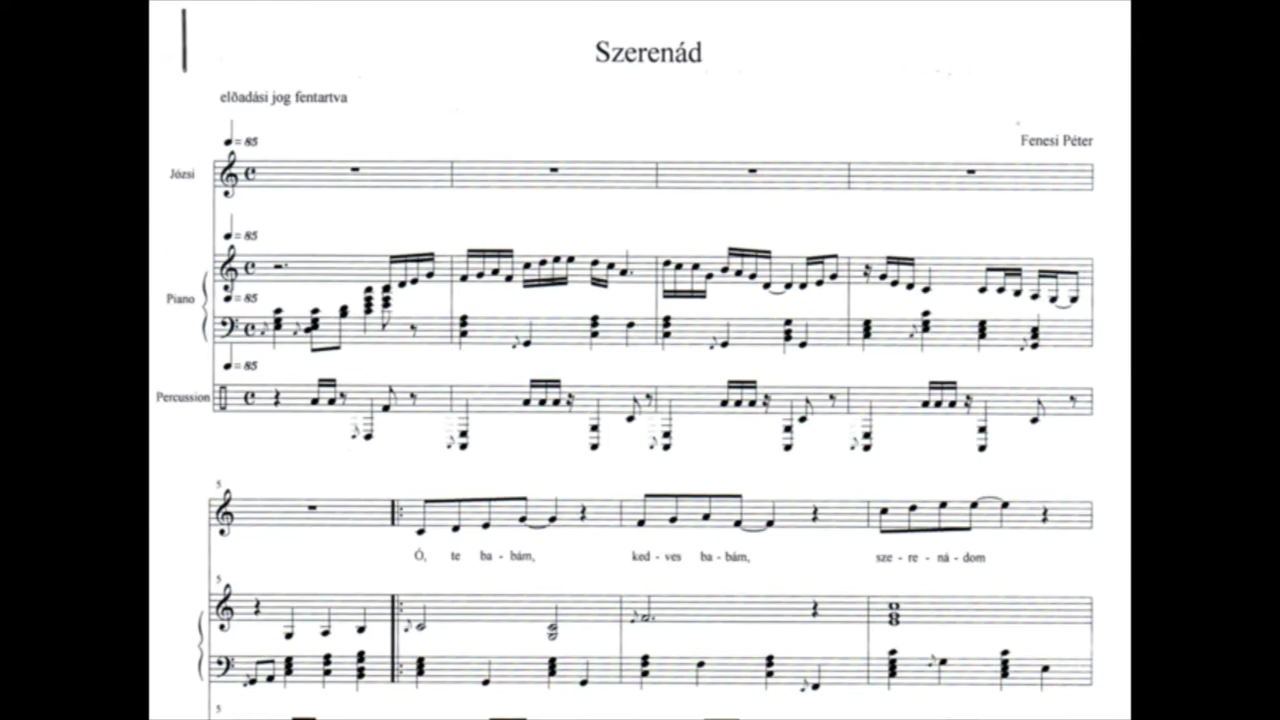 Szerenád
elõadási jog fentartva
Fenesi Péter
= 85
Józsi
= 85
Piano
= 85
= 85
Percussion
5
Ó, te ba - bám, ked - ves ba - bám, sze - re - ná - dom
5
5